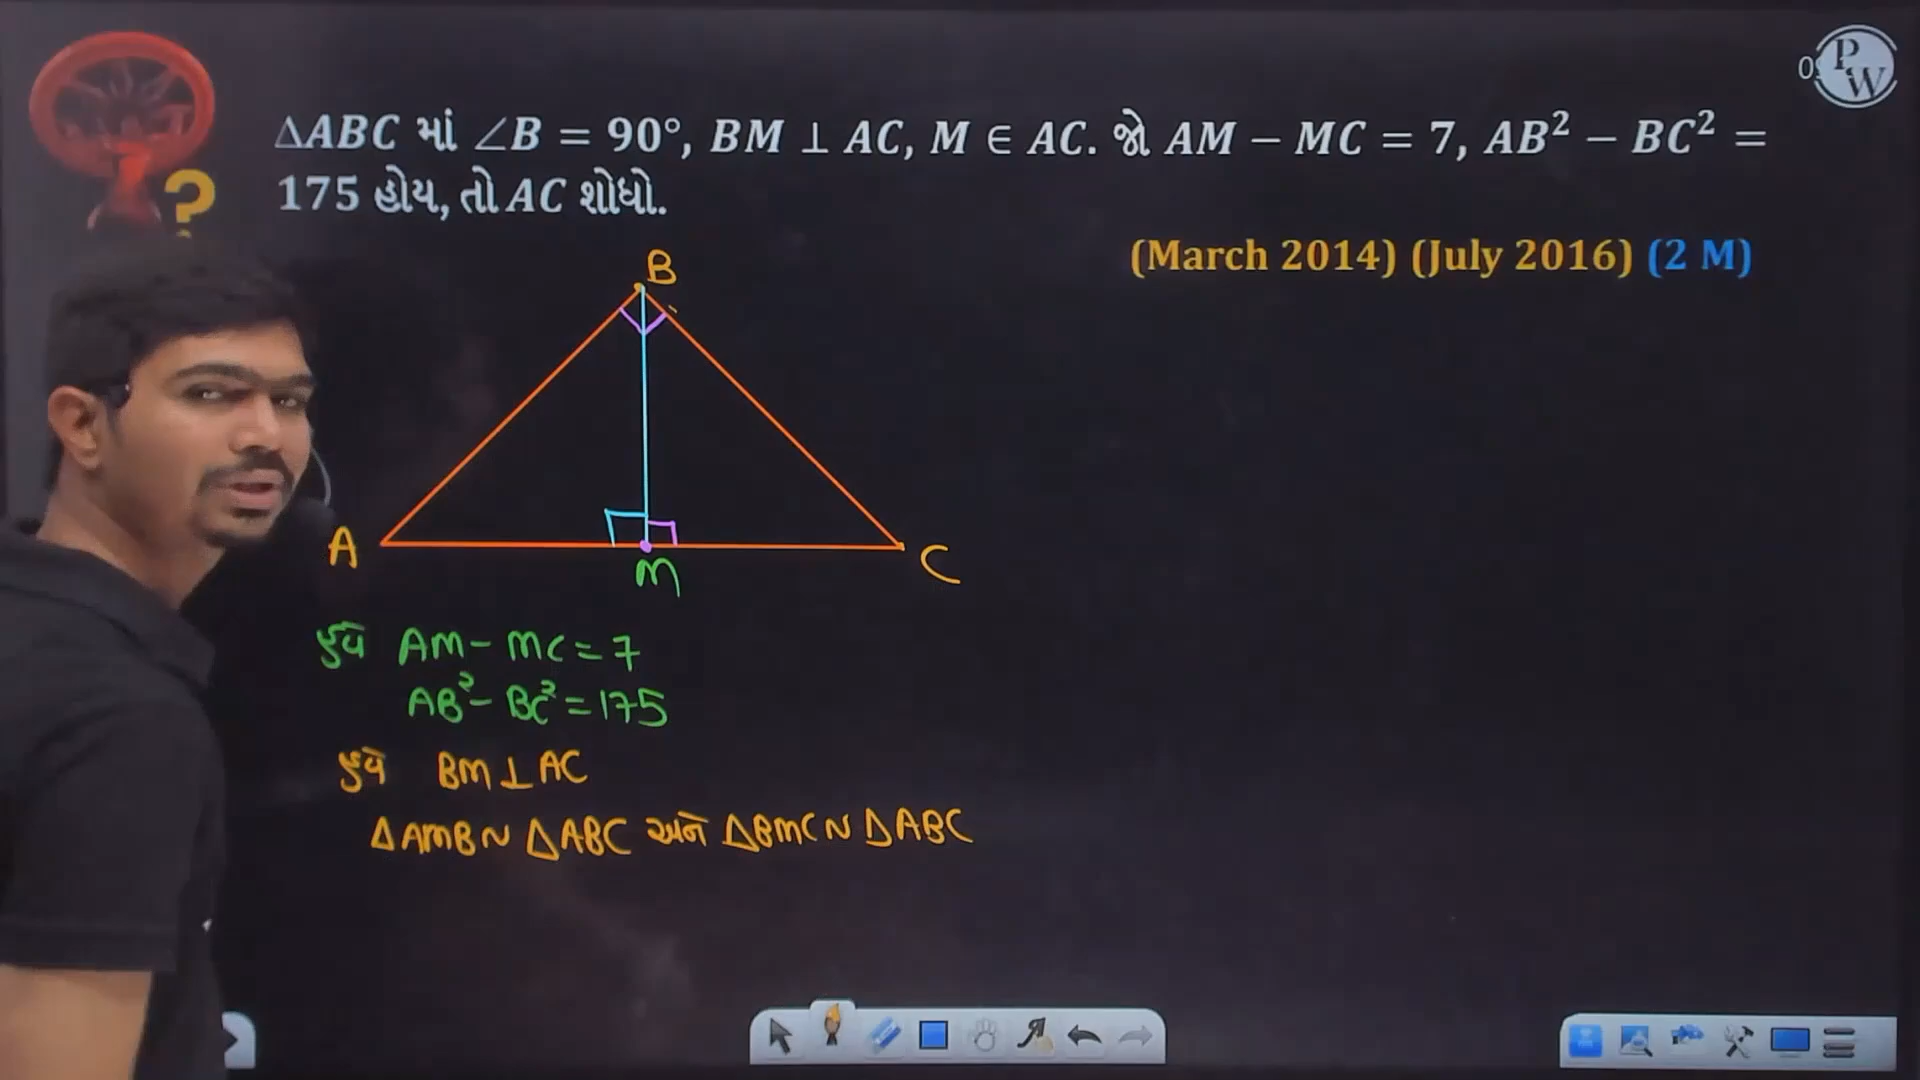 P
W
△ABC માં ∠B = 90°, BM ⊥ AC, M ∈ AC. જો AM − MC = 7, AB² − BC² =
175 હોય, તો AC શોધો.
(March 2014) (July 2016) (2 M)
B
A
M
C
હવે AM − MC = 7
AB² − BC² = 175
હવે BM ⊥ AC
△AMB ~ △ABC અને △BMC ~ △ABC